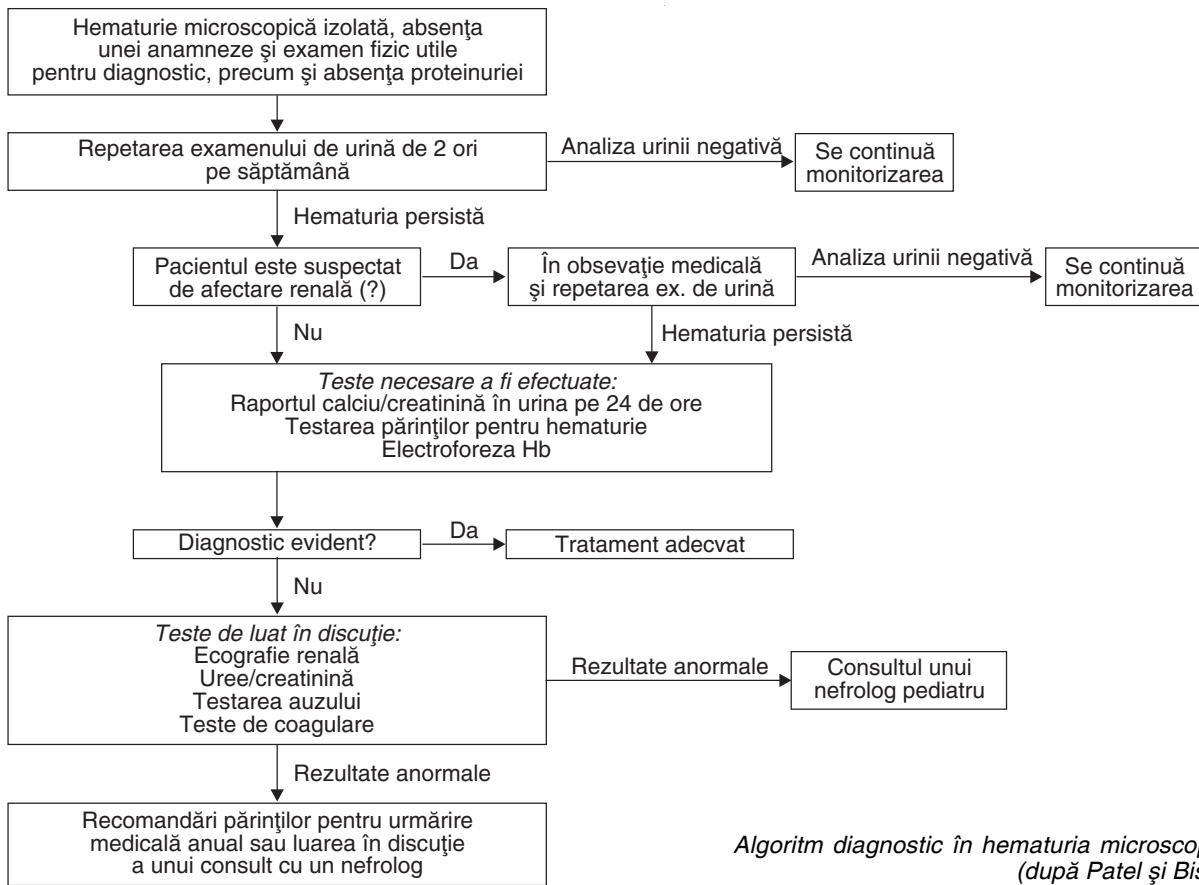 Hematurie microscopică izolată, absenţa
unei anamneze şi examen fizic utile
pentru diagnostic, precum şi absenţa proteinuriei
Repetarea examenului de urină de 2 ori
pe săptămână
Analiza urinii negativă
Se continuă
monitorizarea
Hematuria persistă
Pacientul este suspectat
de afectare renală (?)
Da
În obsevaţie medicală
şi repetarea ex. de urină
Analiza urinii negativă
Se continuă
monitorizarea
Nu
Hematuria persistă
Teste necesare a fi efectuate:
Raportul calciu/creatinină în urina pe 24 de ore
Testarea părinţilor pentru hematurie
Electroforeza Hb
Diagnostic evident?
Da
Tratament adecvat
Nu
Teste de luat în discuţie:
Ecografie renală
Uree/creatinină
Testarea auzului
Teste de coagulare
Rezultate anormale
Consultul unui
nefrolog pediatru
Rezultate anormale
Recomandări părinţilor pentru urmărire
medicală anual sau luarea în discuţie
a unui consult cu un nefrolog
Algoritm diagnostic în hematuria microscop
(după Patel şi Bis